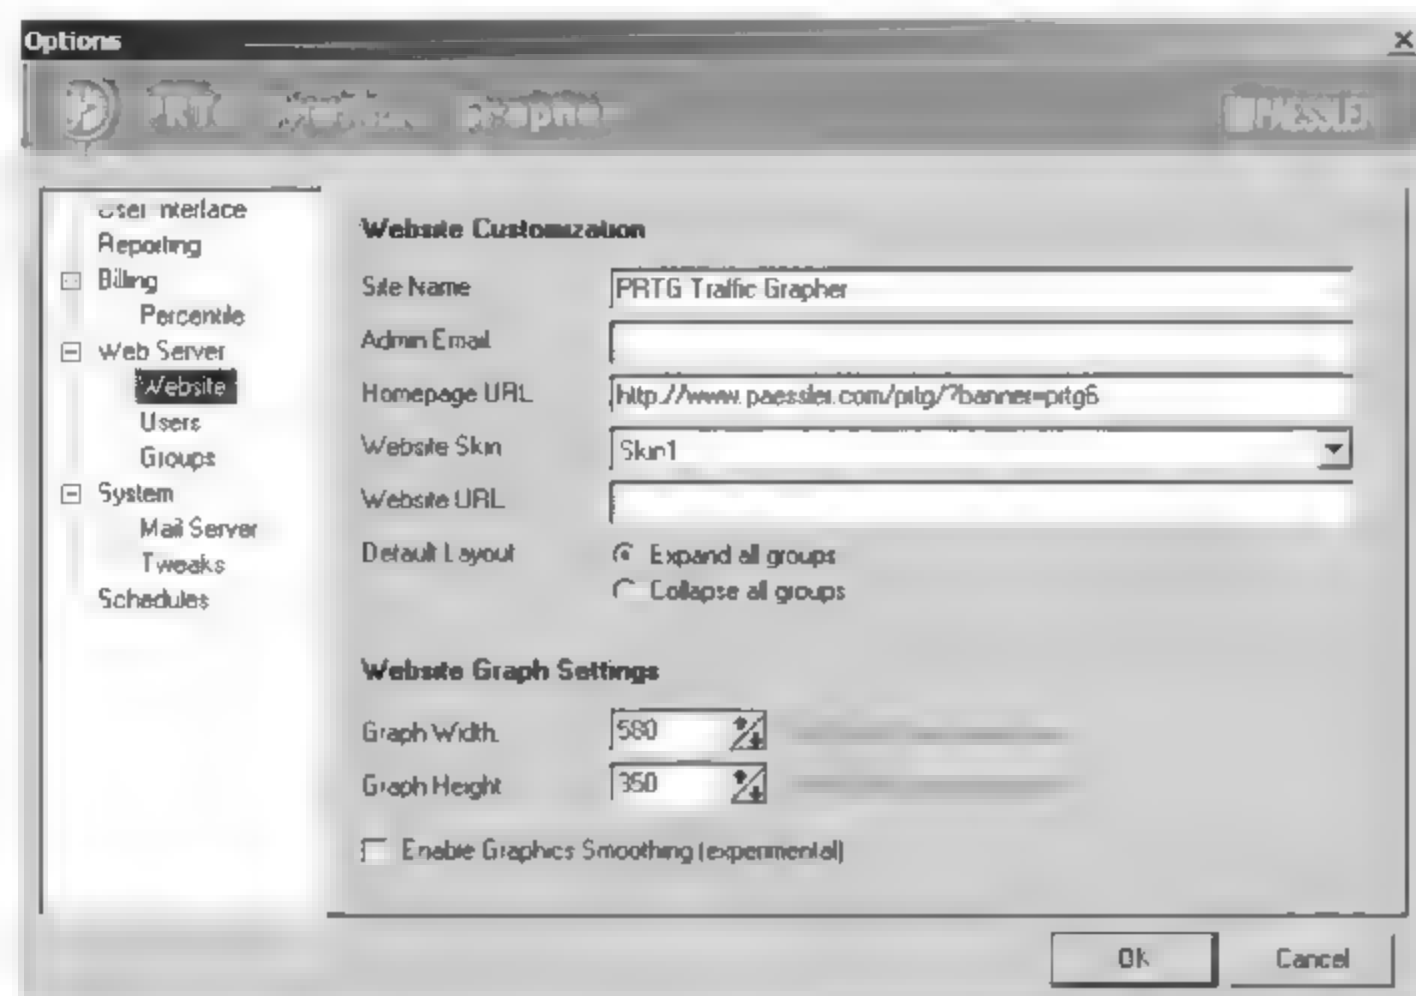 Options
PAESSLER
User Interface
Reporting
Billing
Percentile
Web Server
Website
Users
Groups
System
Mail Server
Tweaks
Schedules
Website Customization
Site Name PRTG Traffic Grapher
Admin Email
Homepage URL http://www.paessler.com/prtg/?banner=prtg6
Website Skin Skin1
Website URL
Default Layout Expand all groups
Collapse all groups
Website Graph Settings
Graph Width 580
Graph Height 350
Enable Graphics Smoothing (experimental)
Ok Cancel